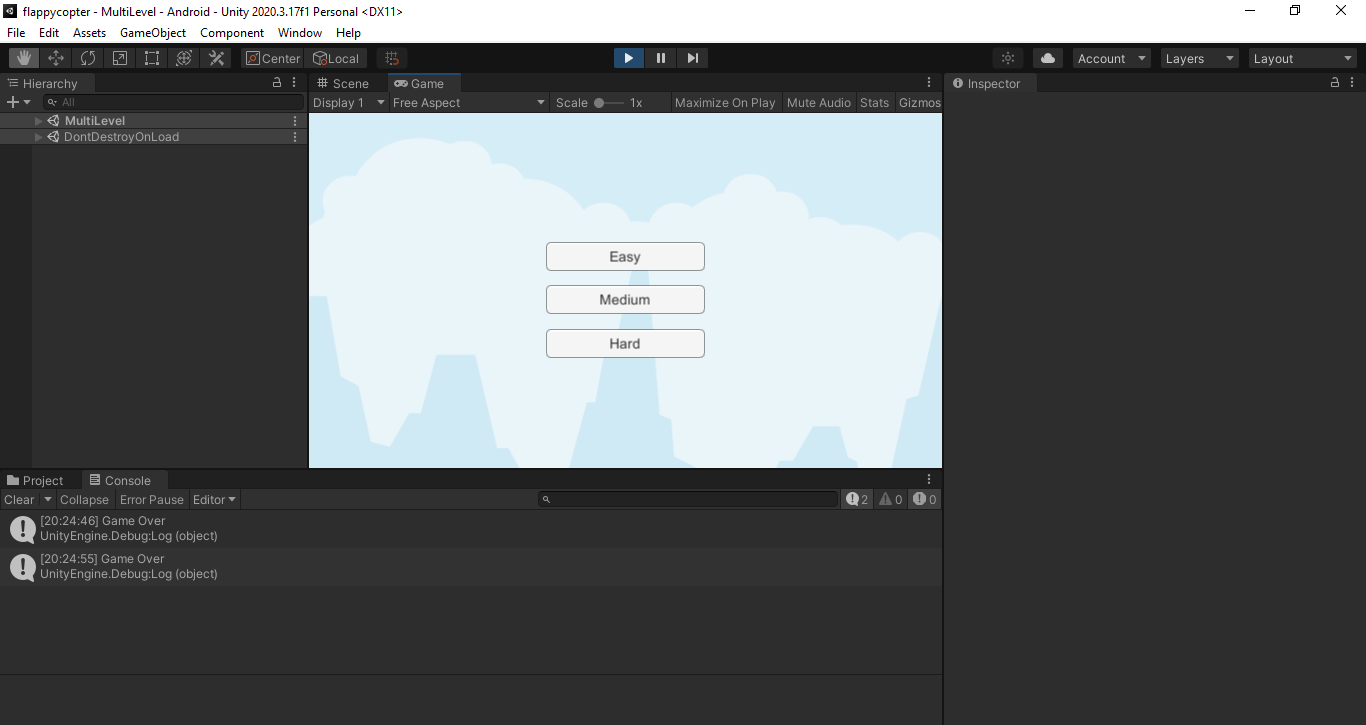 flappycopter - MultiLevel - Android - Unity 2020.3.17f1 Personal <DX11>
File Edit Assets GameObject Component Window Help
Center Local Account Layers Layout
Hierarchy
All
MultiLevel
DontDestroyOnLoad
Scene Game
Display 1 Free Aspect Scale 1x Maximize On Play Mute Audio Stats Gizmos
Easy
Medium
Hard
Inspector
Project Console
Clear Collapse Error Pause Editor 2 0 0
[20:24:46] Game Over
UnityEngine.Debug:Log (object)
[20:24:55] Game Over
UnityEngine.Debug:Log (object)